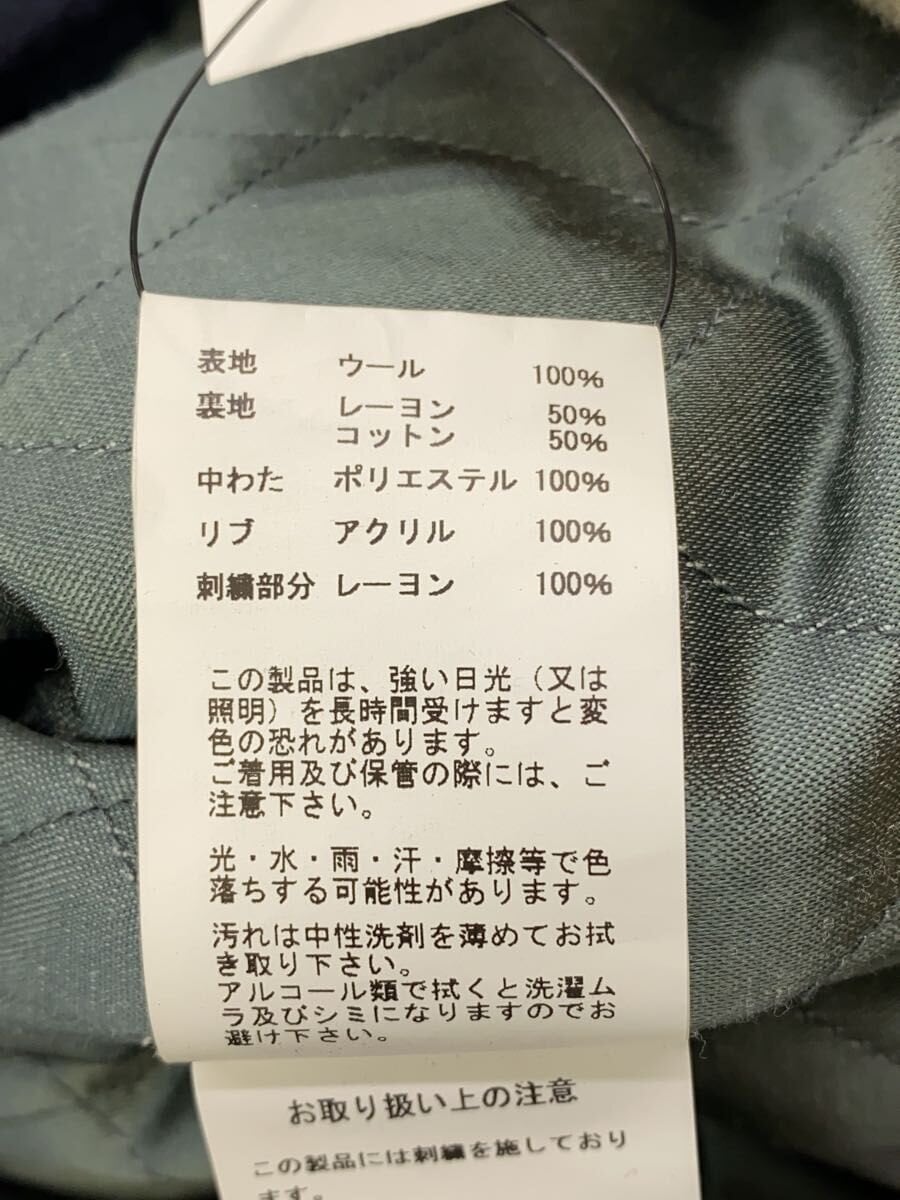 表地 ウール 100%
裏地 レーヨン 50%
コットン 50%
中わた ポリエステル 100%
リブ アクリル 100%
刺繍部分 レーヨン 100%
この製品は、強い日光（又は
照明）を長時間受けますと変
色の恐れがあります。
ご着用及び保管の際には、ご
注意下さい。
光・水・雨・汗・摩擦等で色
落ちする可能性があります。
汚れは中性洗剤を薄めてお拭
き取り下さい。
アルコール類で拭くと洗濯ム
ラ及びシミになりますのでお
避け下さい。
お取り扱い上の注意
この製品には刺繍を施しており
ます。